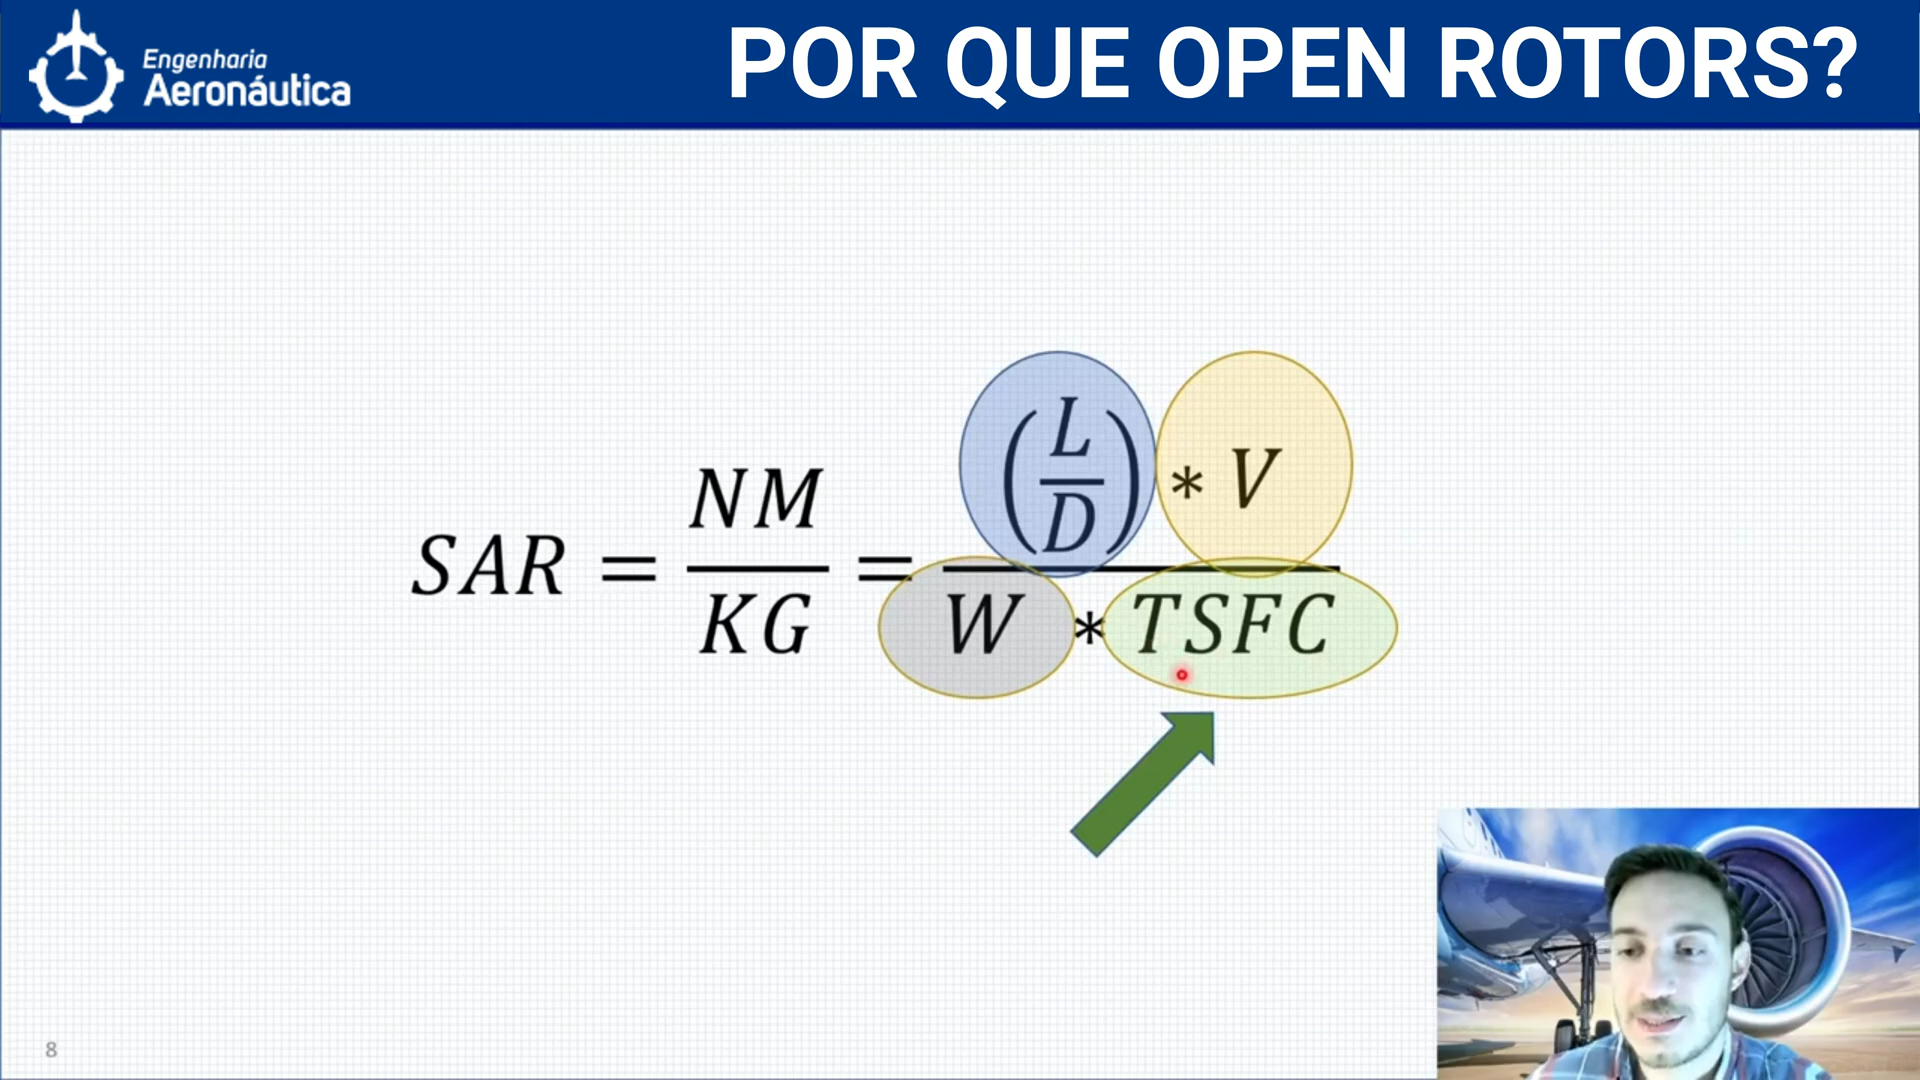 Engenharia
Aeronáutica
POR QUE OPEN ROTORS?
SAR = NM/KG = (L/D) * V / W * TSFC
8